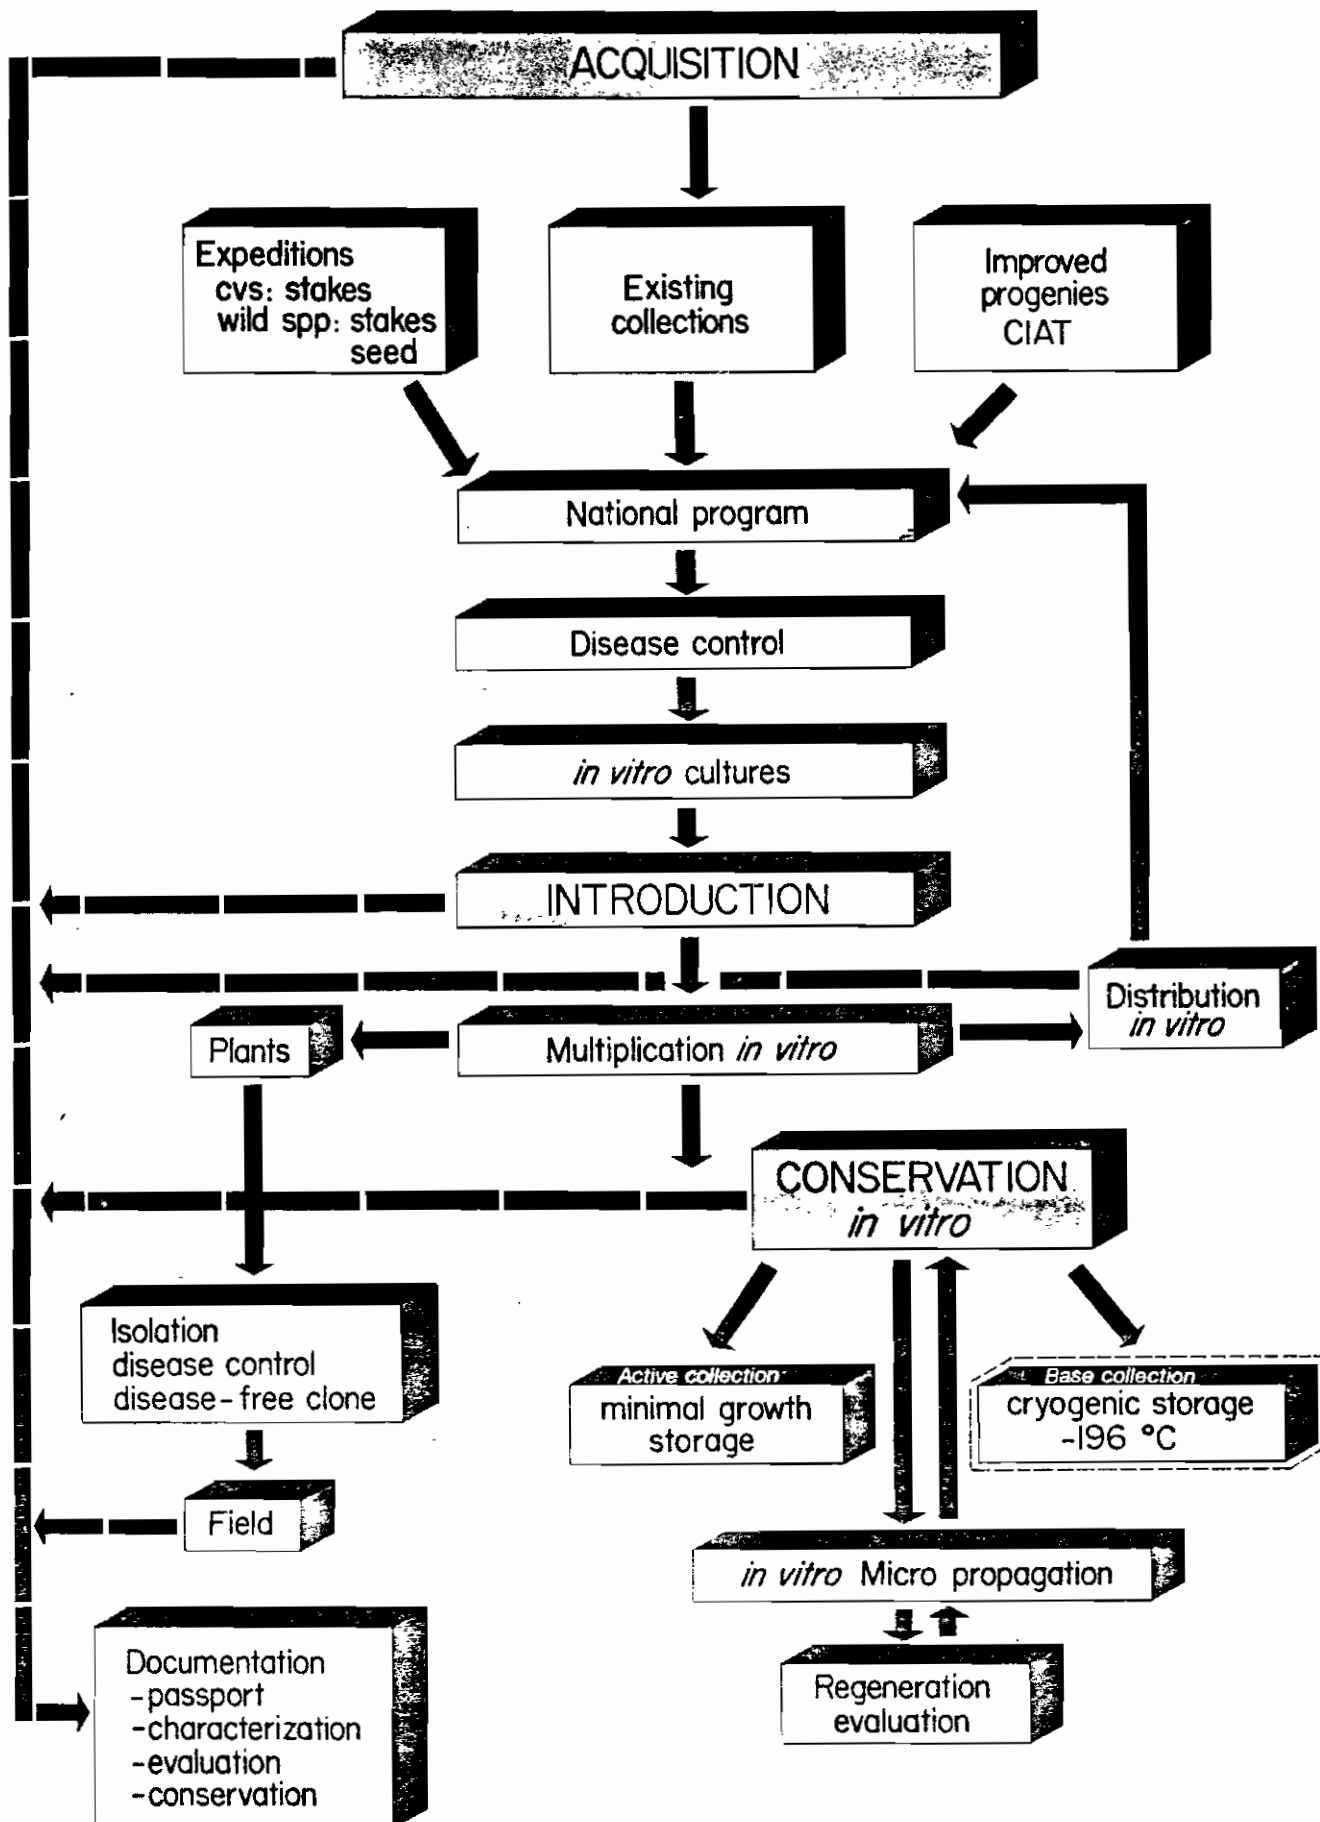 ACQUISITION
Expeditions
cvs: stakes
wild spp: stakes
seed
Existing
collections
Improved
progenies
CIAT
National program
Disease control
in vitro cultures
INTRODUCTION
Distribution
in vitro
Plants
Multiplication in vitro
CONSERVATION
in vitro
Isolation
disease control
disease-free clone
Active collection
minimal growth
storage
Base collection
cryogenic storage
-196 °C
Field
in vitro Micro propagation
Documentation
-passport
-characterization
-evaluation
-conservation
Regeneration
evaluation